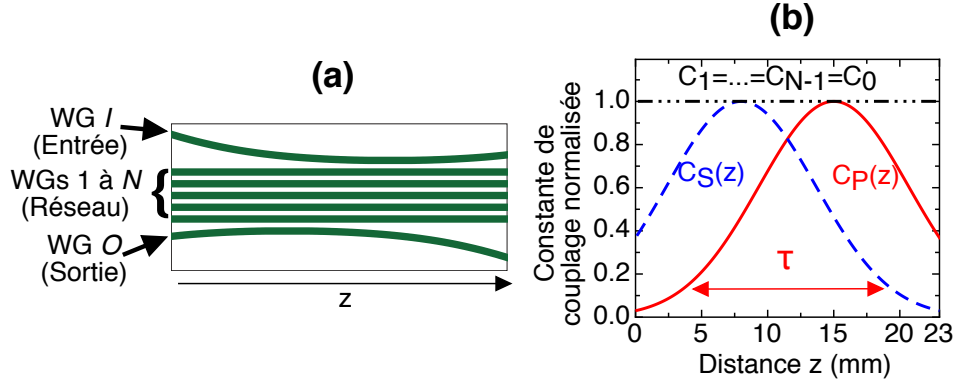 (a)
WG I
(Entrée)
WGs 1 à N
(Réseau)
{
WG O
(Sortie)
z
(b)
C1=...=CN-1=C0
Constante de
couplage normalisée
1.0
0.8
0.6
0.4
0.2
0.0
CS(z)
CP(z)
τ
0
5
10
15
20
23
Distance z (mm)